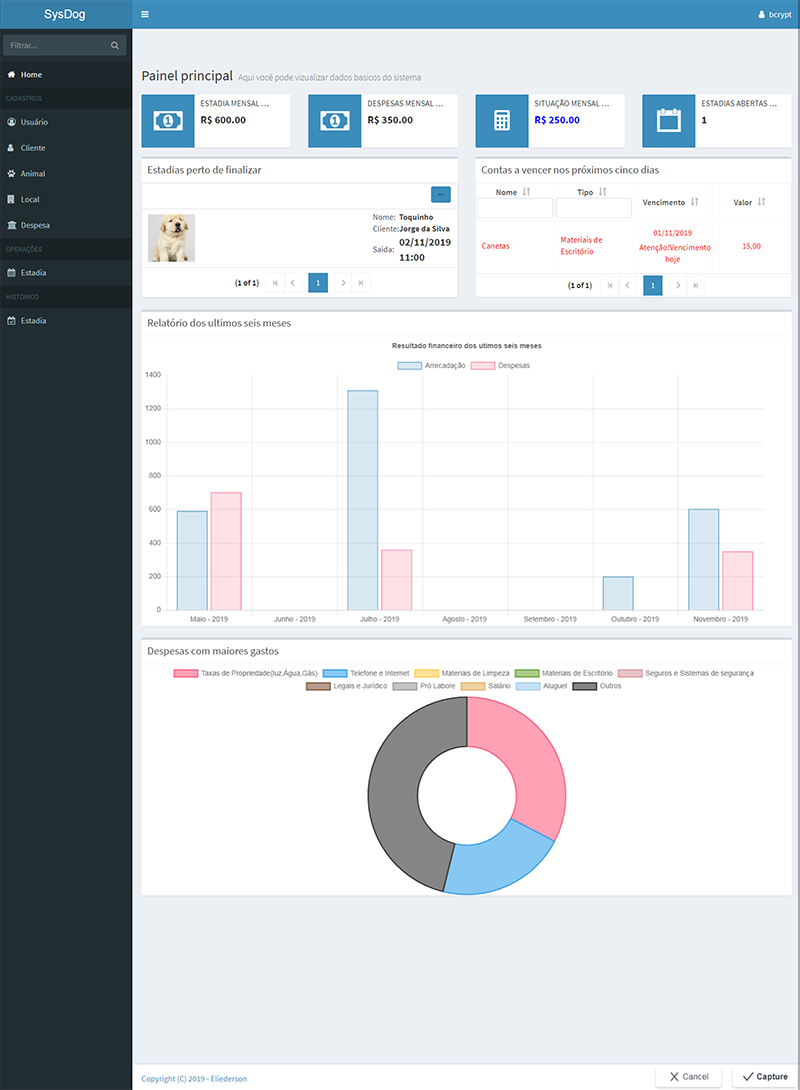 SysDog
bcrypt
Filtrar...
Home
CADASTROS
Usuário
Cliente
Animal
Local
Despesa
OPERAÇÕES
Estadia
HISTÓRICO
Estadia
Painel principal Aqui você pode vizualizar dados basicos do sistema
ESTADIA MENSAL ...
R$ 600.00
DESPESAS MENSAL ...
R$ 350.00
SITUAÇÃO MENSAL ...
R$ 250.00
ESTADIAS ABERTAS ...
1
Estadias perto de finalizar
Nome: Toquinho
Cliente: Jorge da Silva
Saída: 02/11/2019
11:00
(1 of 1) 1
Contas a vencer nos próximos cinco dias
Nome Tipo Vencimento Valor
Canetas
Materiais de
Escritório
01/11/2019
Atenção!Vencimento
hoje
15,00
(1 of 1) 1
Relatório dos ultimos seis meses
Resultado financeiro dos utimos seis meses
Arrecadação Despesas
1400
1200
1000
800
600
400
200
0
Maio - 2019 Junho - 2019 Julho - 2019 Agosto - 2019 Setembro - 2019 Outubro - 2019 Novembro - 2019
Despesas com maiores gastos
Taxas de Propriedade(luz,Água,Gás) Telefone e Internet Materiais de Limpeza Materiais de Escritório Seguros e Sistemas de segurança
Legais e Jurídico Pró Labore Salário Aluguel Outros
Copyright (C) 2019 - Eliederson
Cancel
Capture